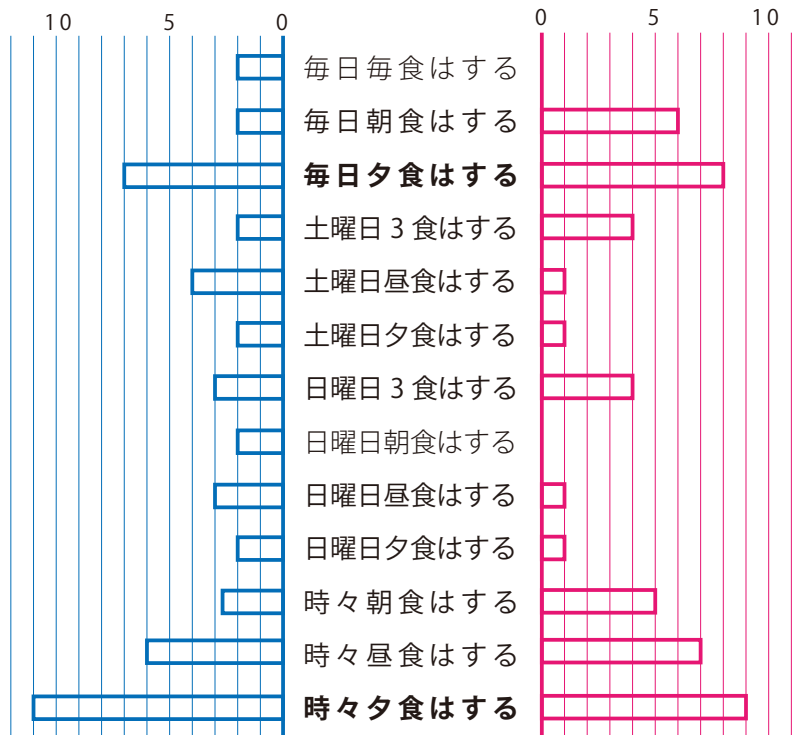 10 5 0 0 5 10
毎日毎食はする
毎日朝食はする
毎日夕食はする
土曜日3食はする
土曜日昼食はする
土曜日夕食はする
日曜日3食はする
日曜日朝食はする
日曜日昼食はする
日曜日夕食はする
時々朝食はする
時々昼食はする
時々夕食はする